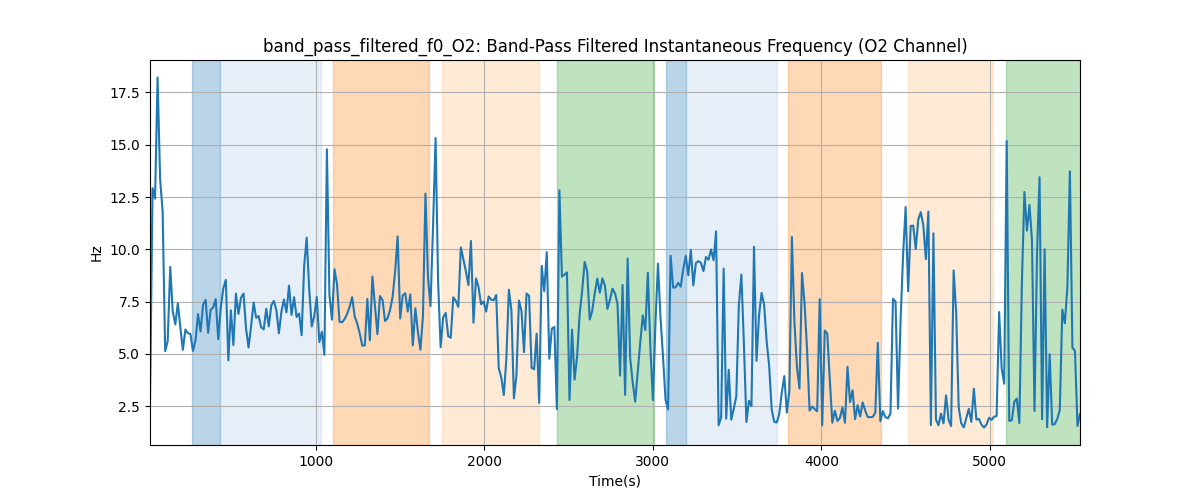 band_pass_filtered_f0_O2: Band-Pass Filtered Instantaneous Frequency (O2 Channel)
17.5
15.0
12.5
10.0
7.5
5.0
2.5
Hz
1000 2000 3000 4000 5000
Time(s)